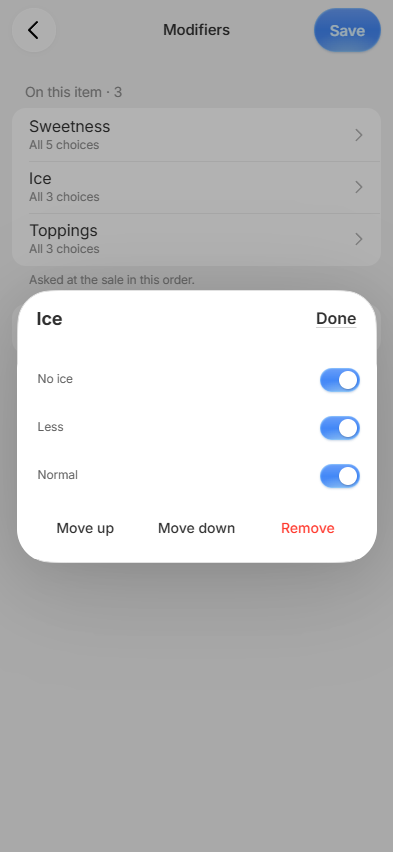 Modifiers
Save
On this item · 3
Sweetness
All 5 choices
Ice
All 3 choices
Toppings
All 3 choices
Asked at the sale in this order.
Ice
Done
No ice
Less
Normal
Move up
Move down
Remove